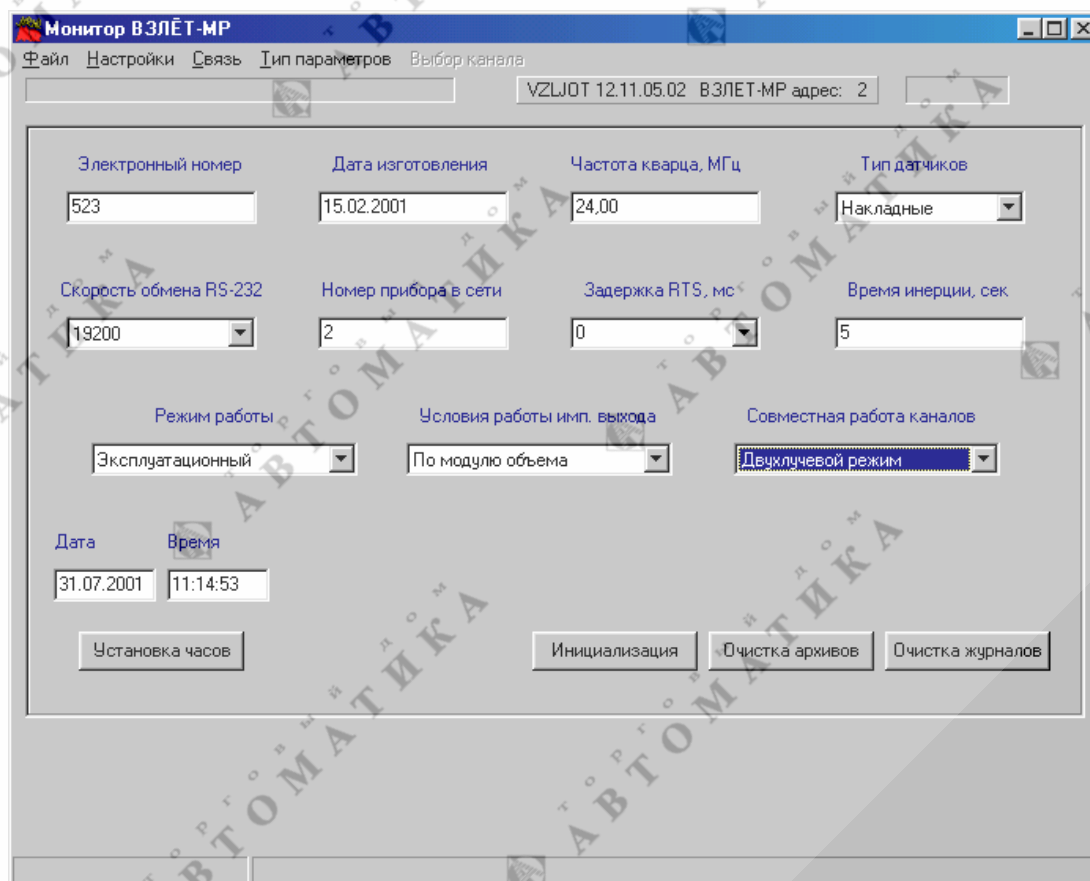 Монитор ВЗЛЁТ-МР
Файл Настройки Связь Тип параметров Выбор канала
VZLJOT 12.11.05.02 ВЗЛЕТ-МР адрес: 2
Электронный номер Дата изготовления Частота кварца, МГц Тип датчиков
523 15.02.2001 24,00 Накладные
Скорость обмена RS-232 Номер прибора в сети Задержка RTS, мс Время инерции, сек
19200 2 0 5
Режим работы Условия работы имп. выхода Совместная работа каналов
Эксплуатационный По модулю объема Двухлучевой режим
Дата Время
31.07.2001 11:14:53
Установка часов Инициализация Очистка архивов Очистка журналов
торговый дом АВТОМАТИКА